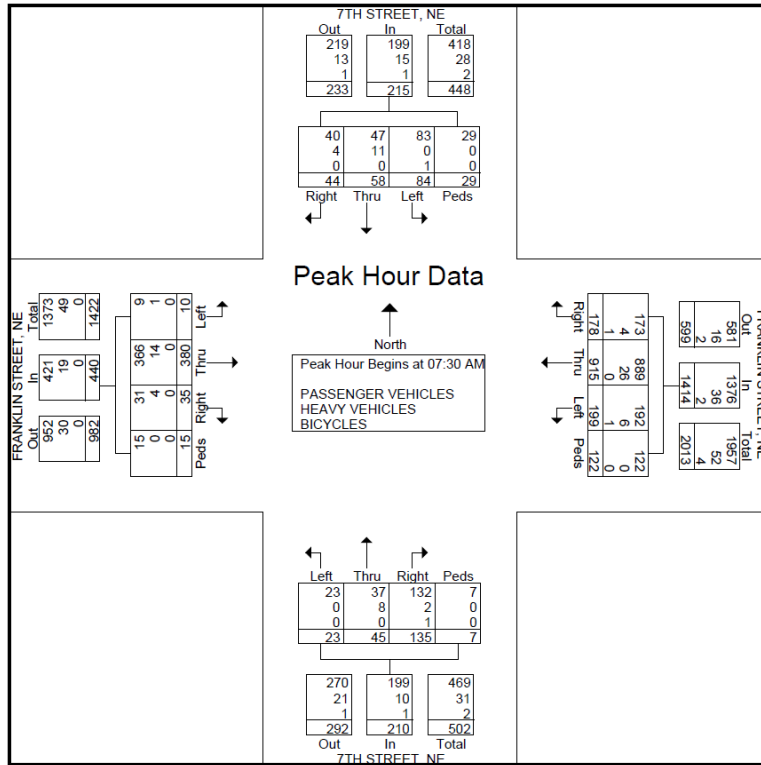 7TH STREET, NE
Out In Total
219 199 418
13 15 28
1 1 2
233 215 448
40 47 83 29
4 11 0 0
0 0 1 0
44 58 84 29
Right Thru Left Peds
Peak Hour Data
North
Peak Hour Begins at 07:30 AM
PASSENGER VEHICLES
HEAVY VEHICLES
BICYCLES
FRANKLIN STREET, NE
Out In Total
952 421 1373
30 19 49
0 0 0
982 440 1422
15 31 366 9
0 4 14 1
0 0 0 0
15 35 380 10
Peds Right Thru Left
FRANKLIN STREET, NE
Out In Total
581 1376 1957
16 36 52
2 2 4
599 1414 2013
173 889 192 122
4 26 6 0
1 0 1 0
178 915 199 122
Right Thru Left Peds
Left Thru Right Peds
23 37 132 7
0 8 2 0
0 0 1 0
23 45 135 7
270 199 469
21 10 31
1 1 2
292 210 502
Out In Total
7TH STREET, NE